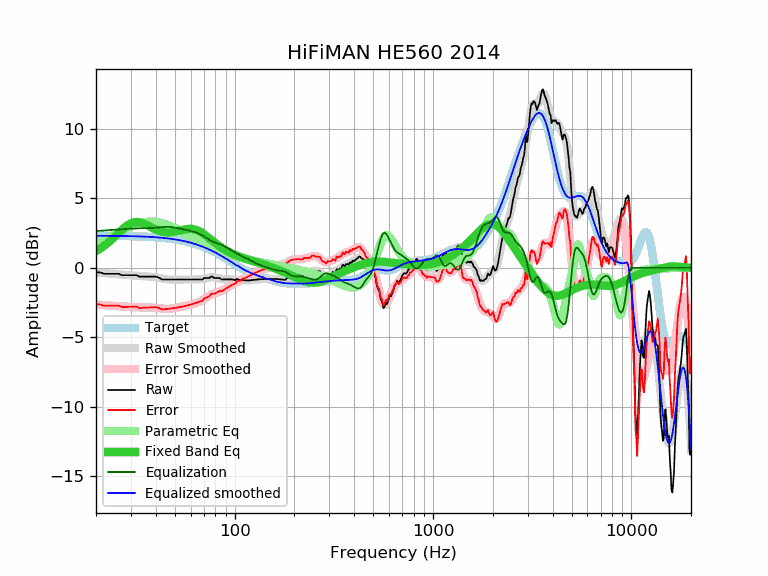 HiFiMAN HE560 2014
Amplitude (dBr)
10
5
0
−5
−10
−15
Target
Raw Smoothed
Error Smoothed
Raw
Error
Parametric Eq
Fixed Band Eq
Equalization
Equalized smoothed
100 1000 10000
Frequency (Hz)